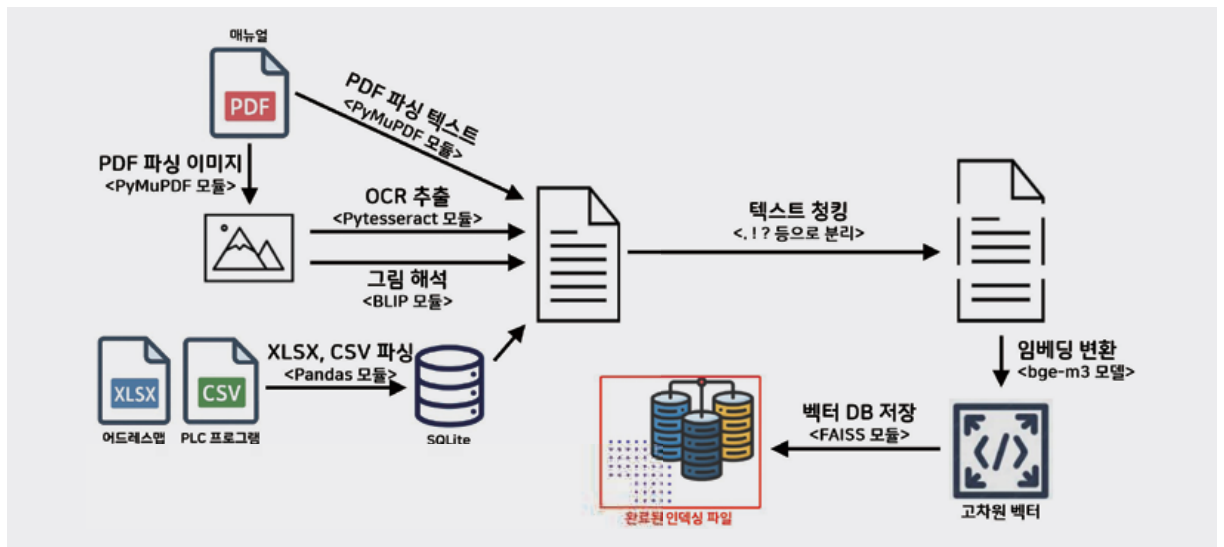 매뉴얼
PDF
PDF 파싱 텍스트
<PyMuPDF 모듈>
PDF 파싱 이미지
<PyMuPDF 모듈>
OCR 추출
<Pytesseract 모듈>
그림 해석
<BLIP 모듈>
텍스트 청킹
<. ! ? 등으로 분리>
XLSX, CSV 파싱
<Pandas 모듈>
XLSX
CSV
어드레스맵
PLC 프로그램
SQLite
임베딩 변환
<bge-m3 모델>
벡터 DB 저장
<FAISS 모듈>
</>
고차원 벡터
완료된 인덱싱 파일